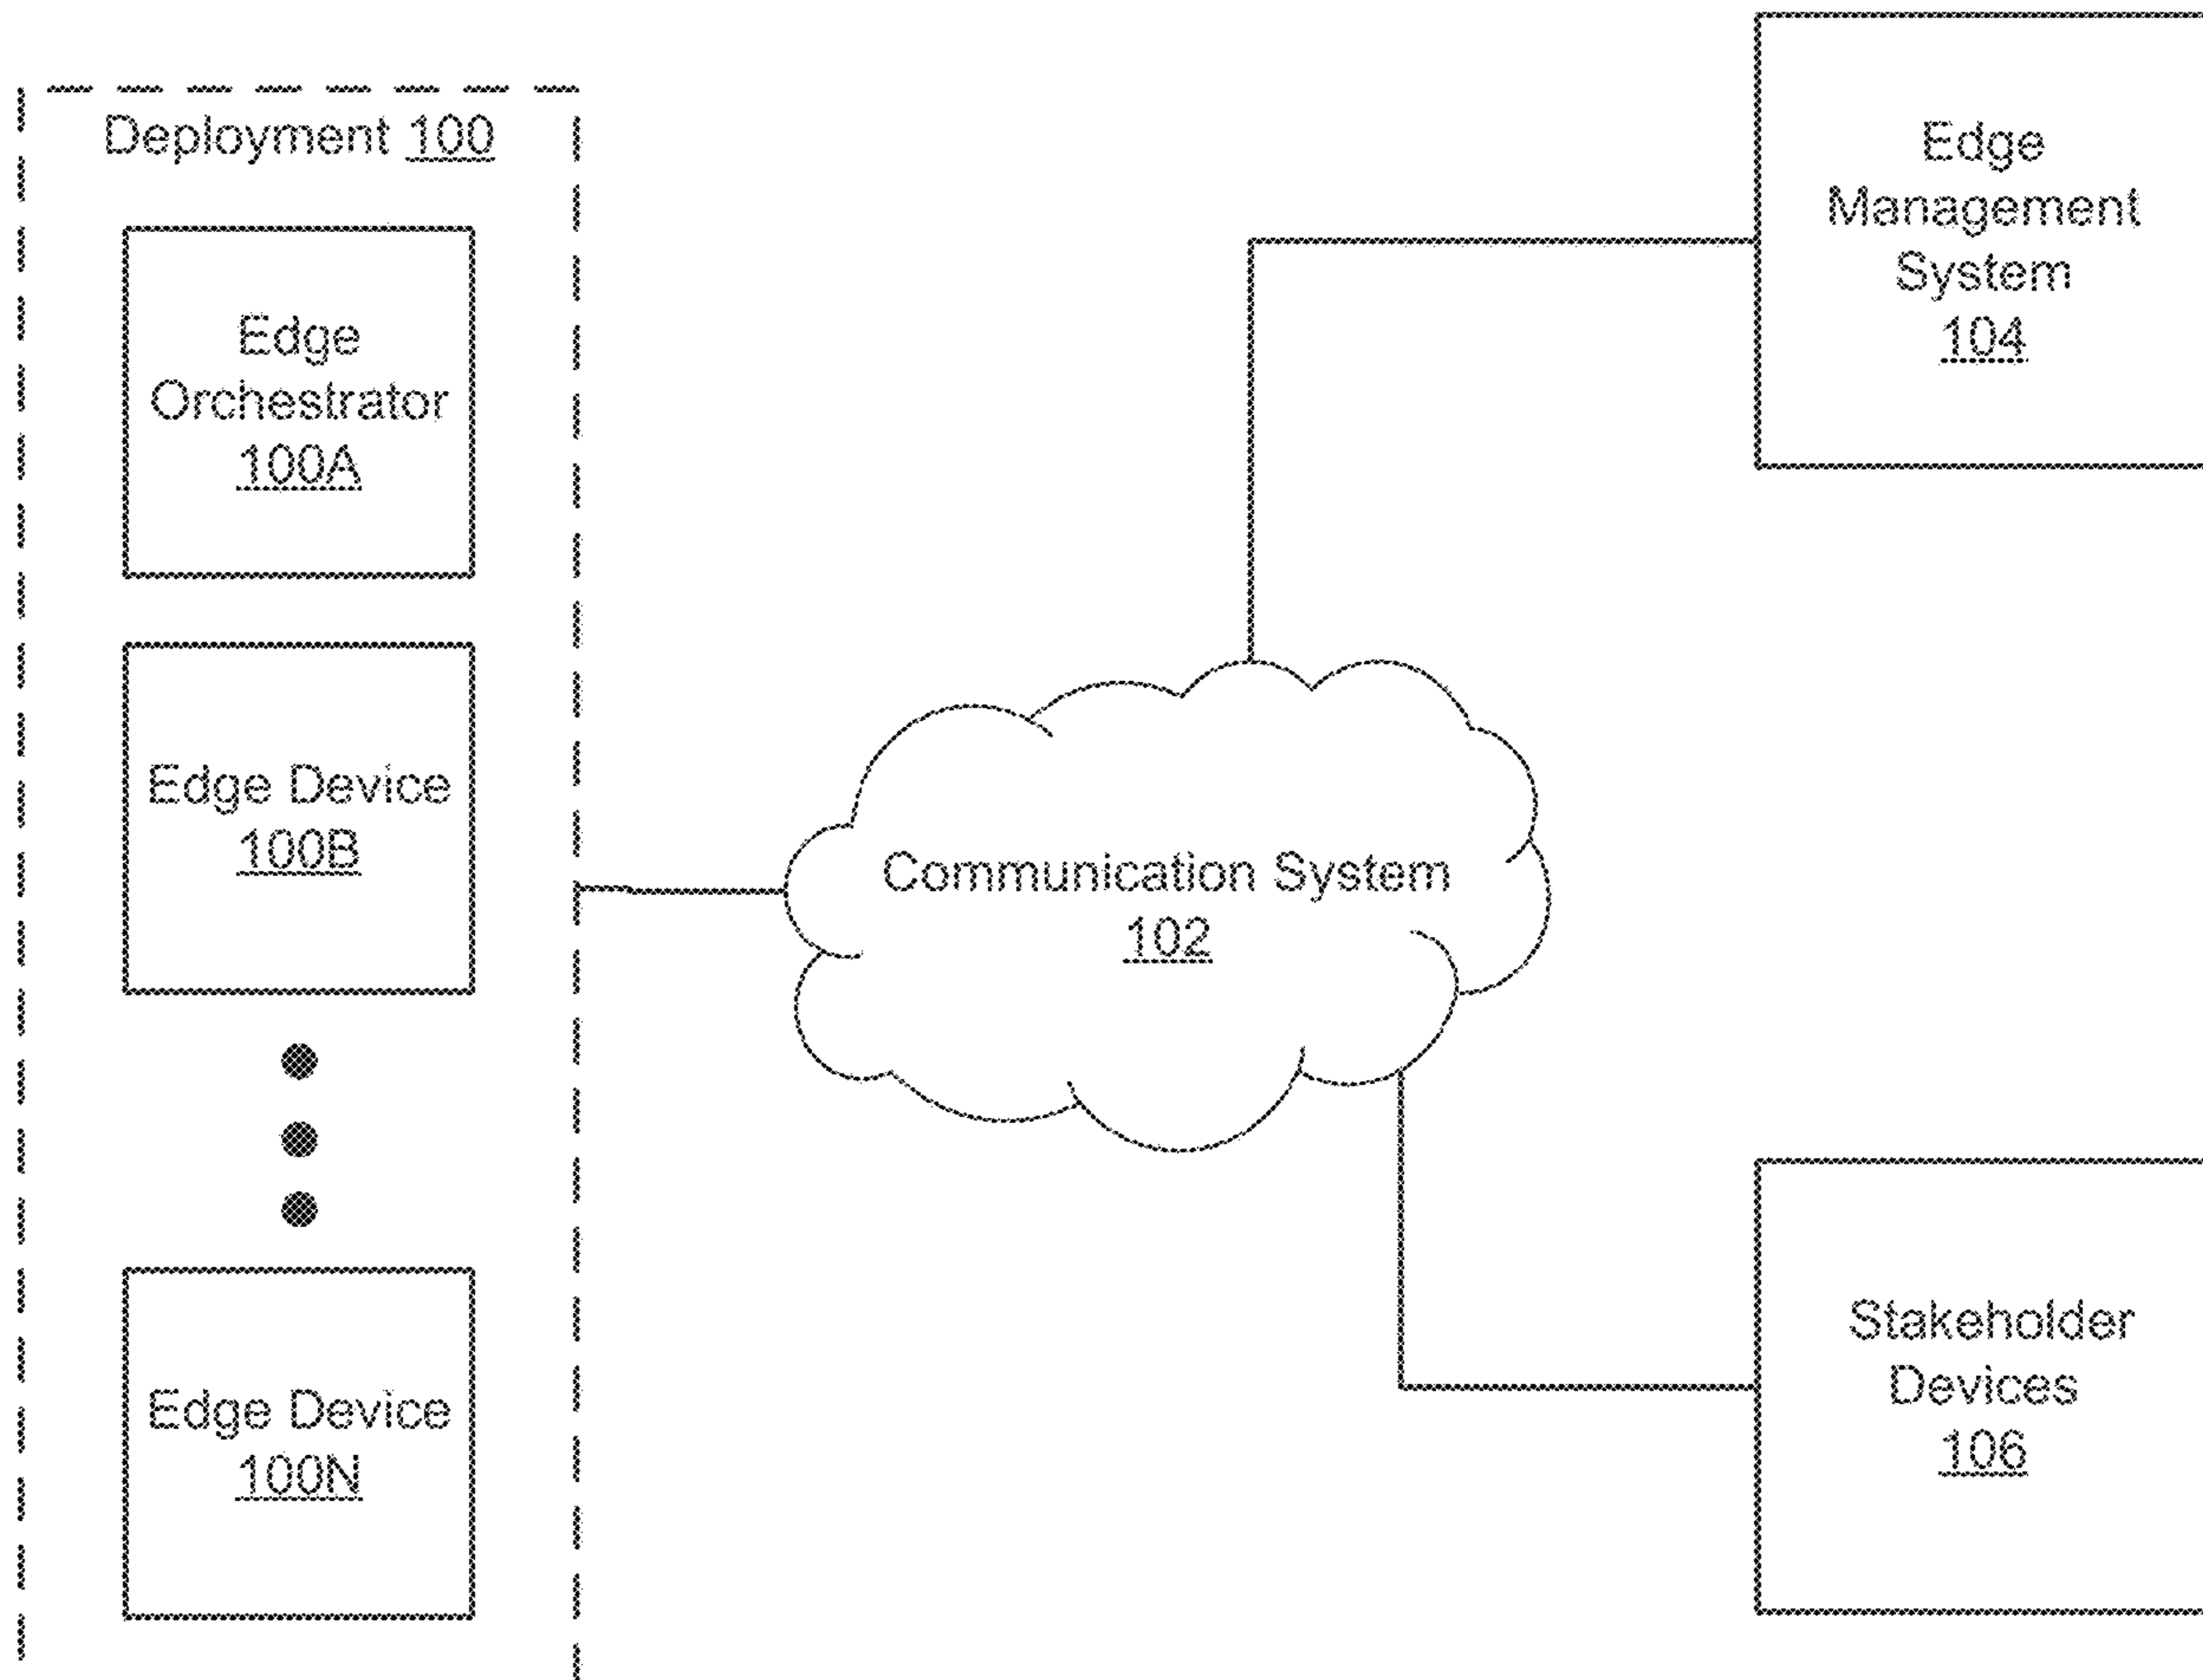 Deployment 100
Edge
Orchestrator
100A
Edge Device
100B
Edge Device
100N
Communication System
102
Edge
Management
System
104
Stakeholder
Devices
106